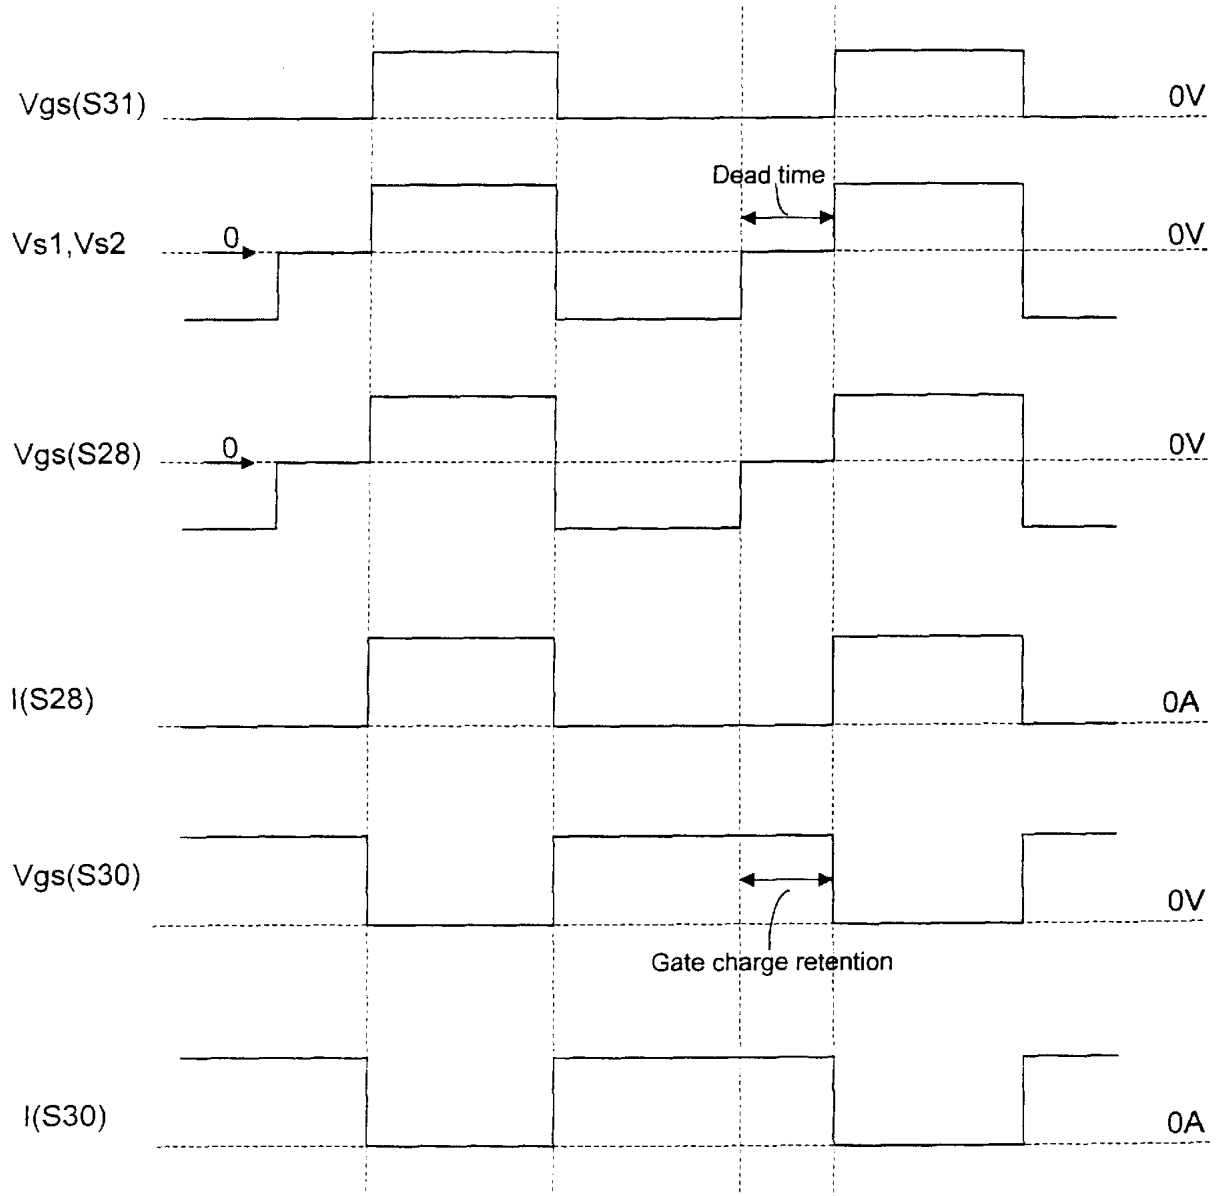 Vgs(S31)
0V
Dead time
Vs1,Vs2
0
0V
Vgs(S28)
0
0V
I(S28)
0A
Vgs(S30)
0V
Gate charge retention
I(S30)
0A